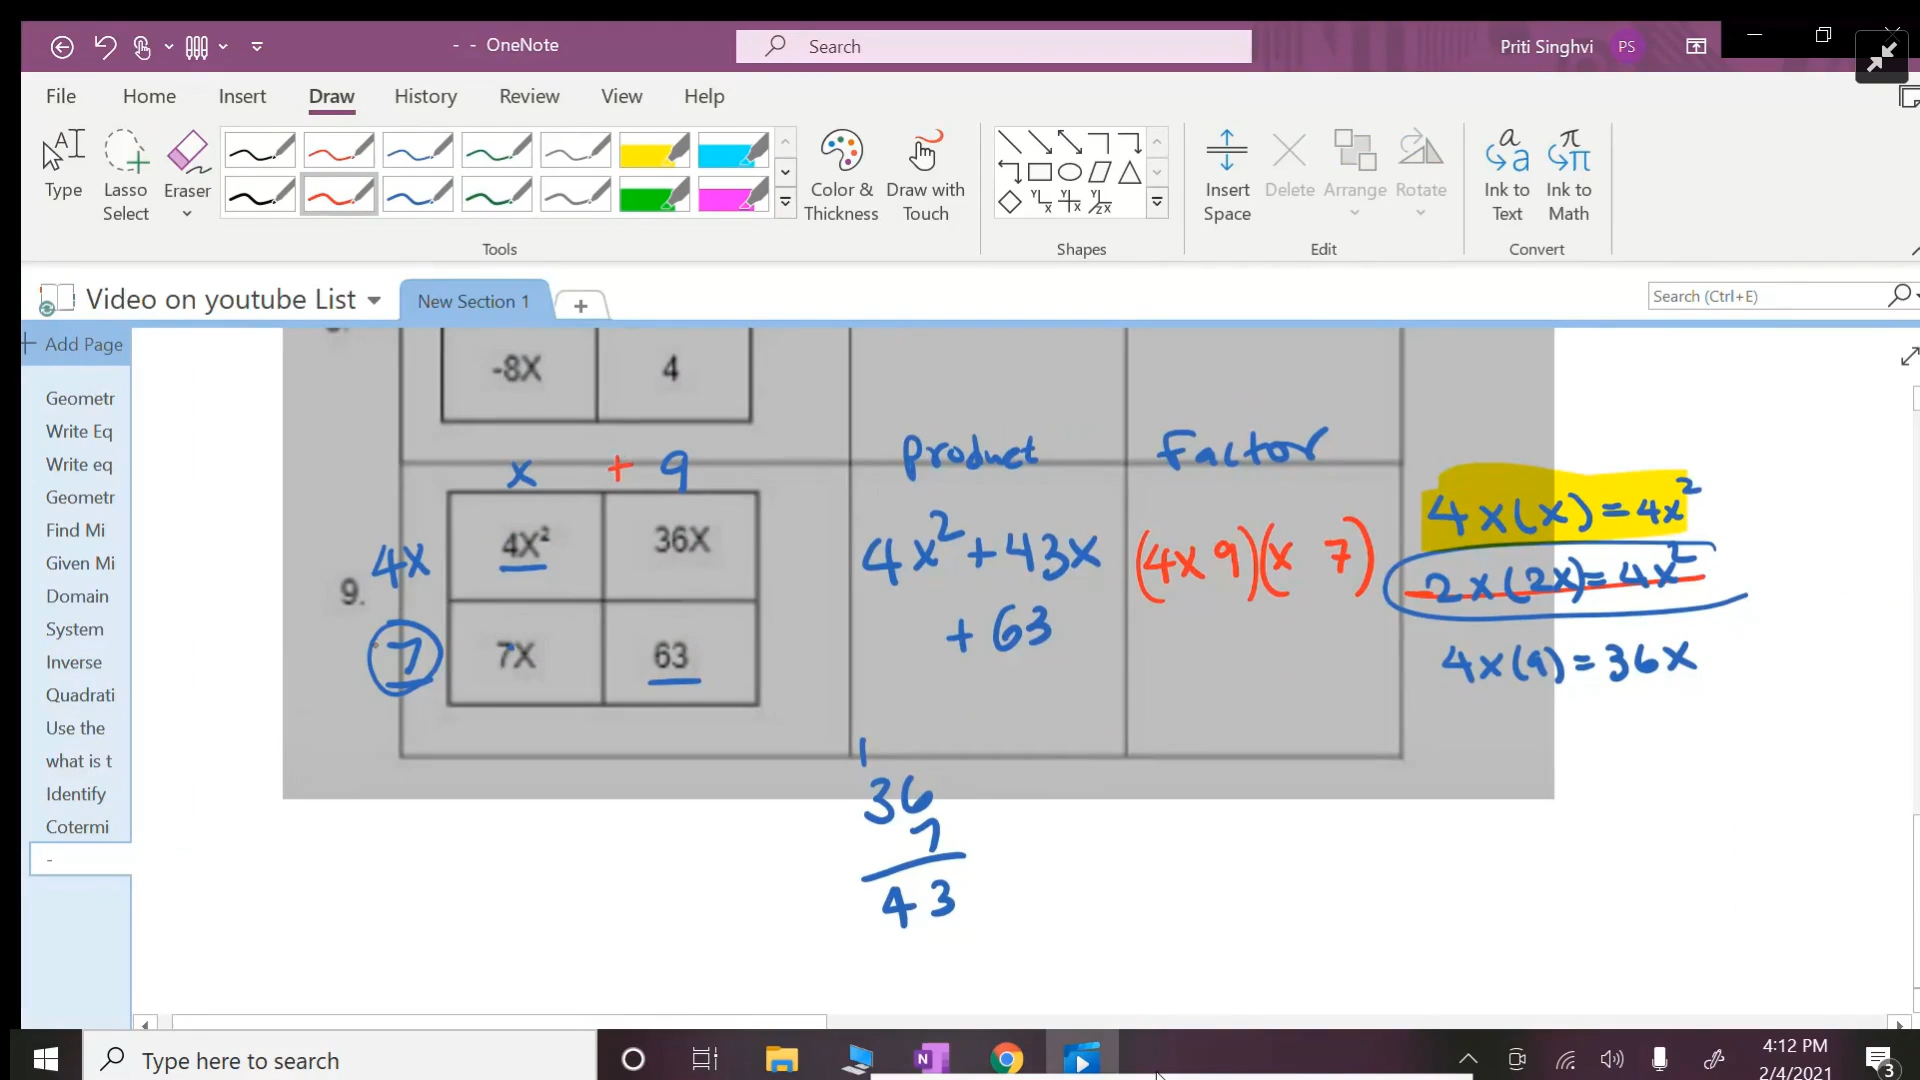 - - OneNote
Search
Priti Singhvi
PS
File Home Insert Draw History Review View Help
Type
Lasso Select
Eraser
Color & Thickness
Draw with Touch
Insert Space
Delete
Arrange
Rotate
Ink to Text
Ink to Math
Tools
Shapes
Edit
Convert
Video on youtube List
New Section 1
Search (Ctrl+E)
Add Page
Geometr
Write Eq
Write eq
Geometr
Find Mi
Given Mi
Domain
System
Inverse
Quadrati
Use the
what is t
Identify
Cotermi
-
-8X 4
product Factor
x + 9
4x 4X² 36X
9.
7 7X 63
4x² + 43x
+ 63
(4x 9)(x 7)
4x(x) = 4x²
2x(2x) = 4x²
4x(9) = 36x
1
36
7
43
Type here to search
4:12 PM
2/4/2021
3